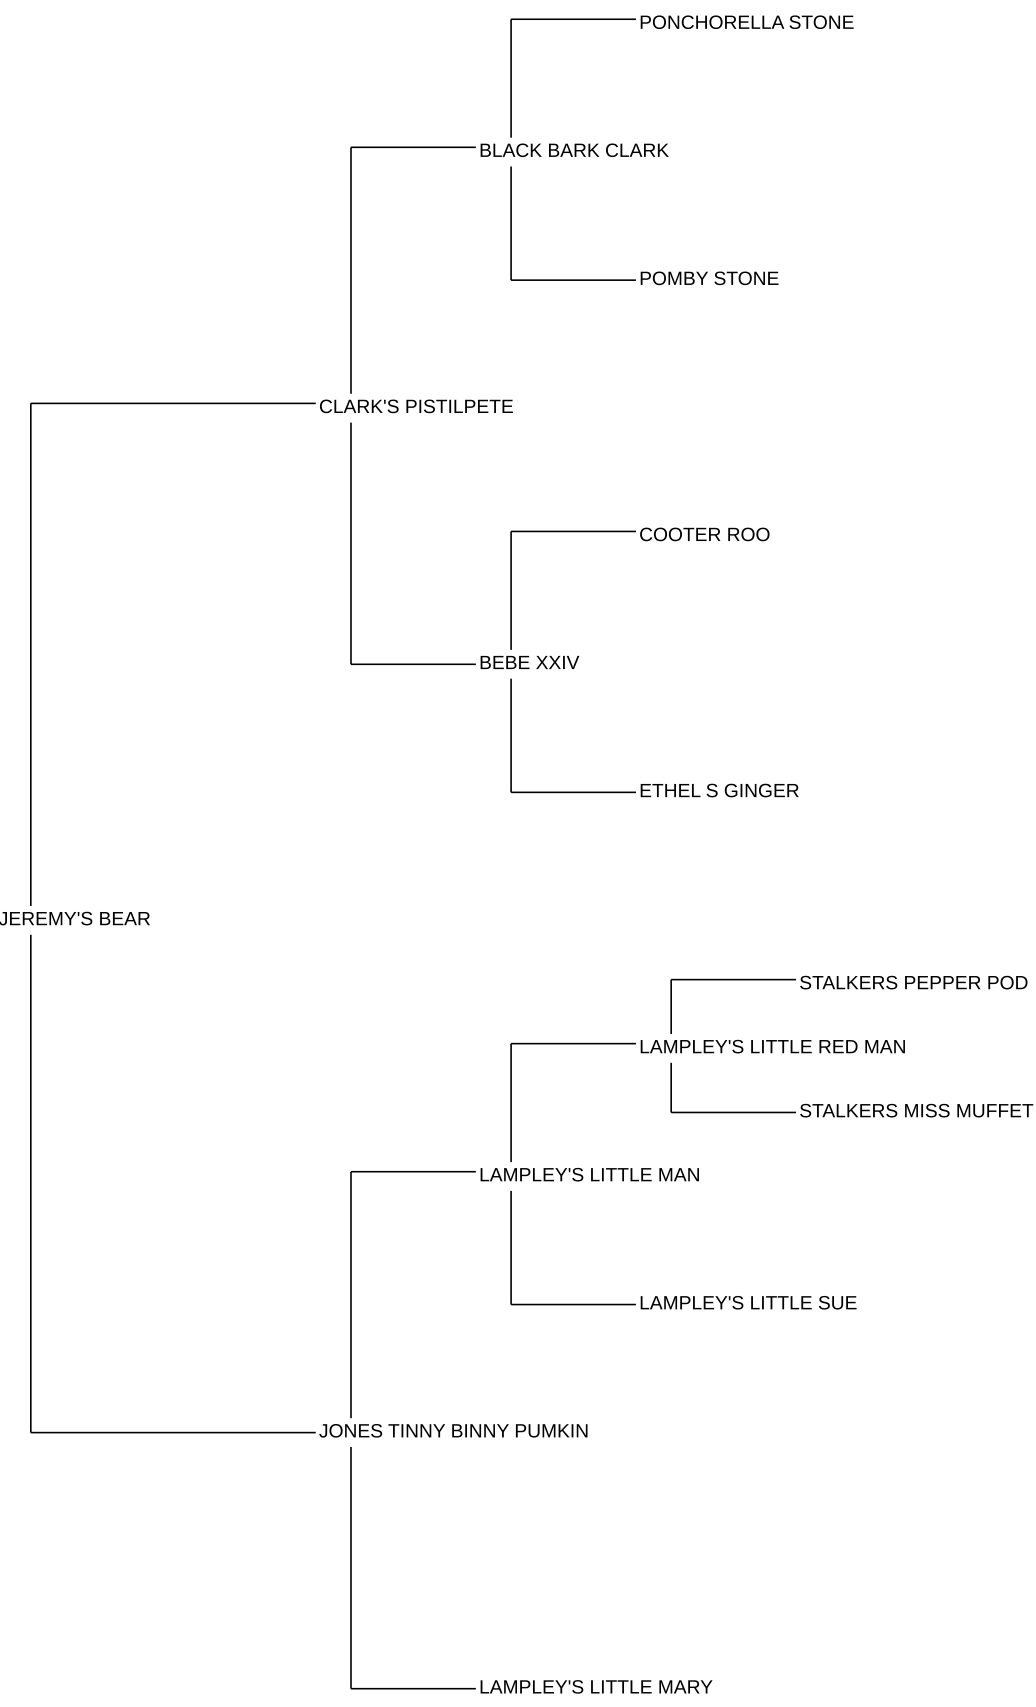 PONCHORELLA STONE
BLACK BARK CLARK
POMBY STONE
CLARK'S PISTILPETE
COOTER ROO
BEBE XXIV
ETHEL S GINGER
JEREMY'S BEAR
STALKERS PEPPER POD
LAMPLEY'S LITTLE RED MAN
STALKERS MISS MUFFET
LAMPLEY'S LITTLE MAN
LAMPLEY'S LITTLE SUE
JONES TINNY BINNY PUMKIN
LAMPLEY'S LITTLE MARY